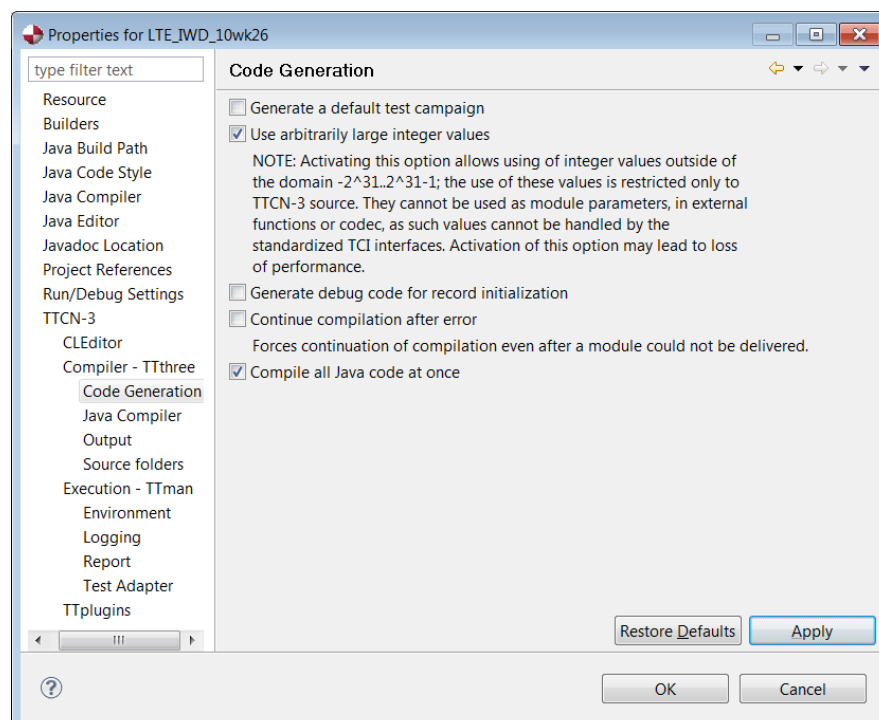 Properties for LTE_IWD_10wk26
type filter text
Resource
Builders
Java Build Path
Java Code Style
Java Compiler
Java Editor
Javadoc Location
Project References
Run/Debug Settings
TTCN-3
CLEditor
Compiler - TTthree
Code Generation
Java Compiler
Output
Source folders
Execution - TTman
Environment
Logging
Report
Test Adapter
TTplugins
Code Generation
Generate a default test campaign
Use arbitrarily large integer values
NOTE: Activating this option allows using of integer values outside of
the domain -2^31..2^31-1; the use of these values is restricted only to
TTCN-3 source. They cannot be used as module parameters, in external
functions or codec, as such values cannot be handled by the
standardized TCI interfaces. Activation of this option may lead to loss
of performance.
Generate debug code for record initialization
Continue compilation after error
Forces continuation of compilation even after a module could not be delivered.
Compile all Java code at once
Restore Defaults
Apply
OK
Cancel